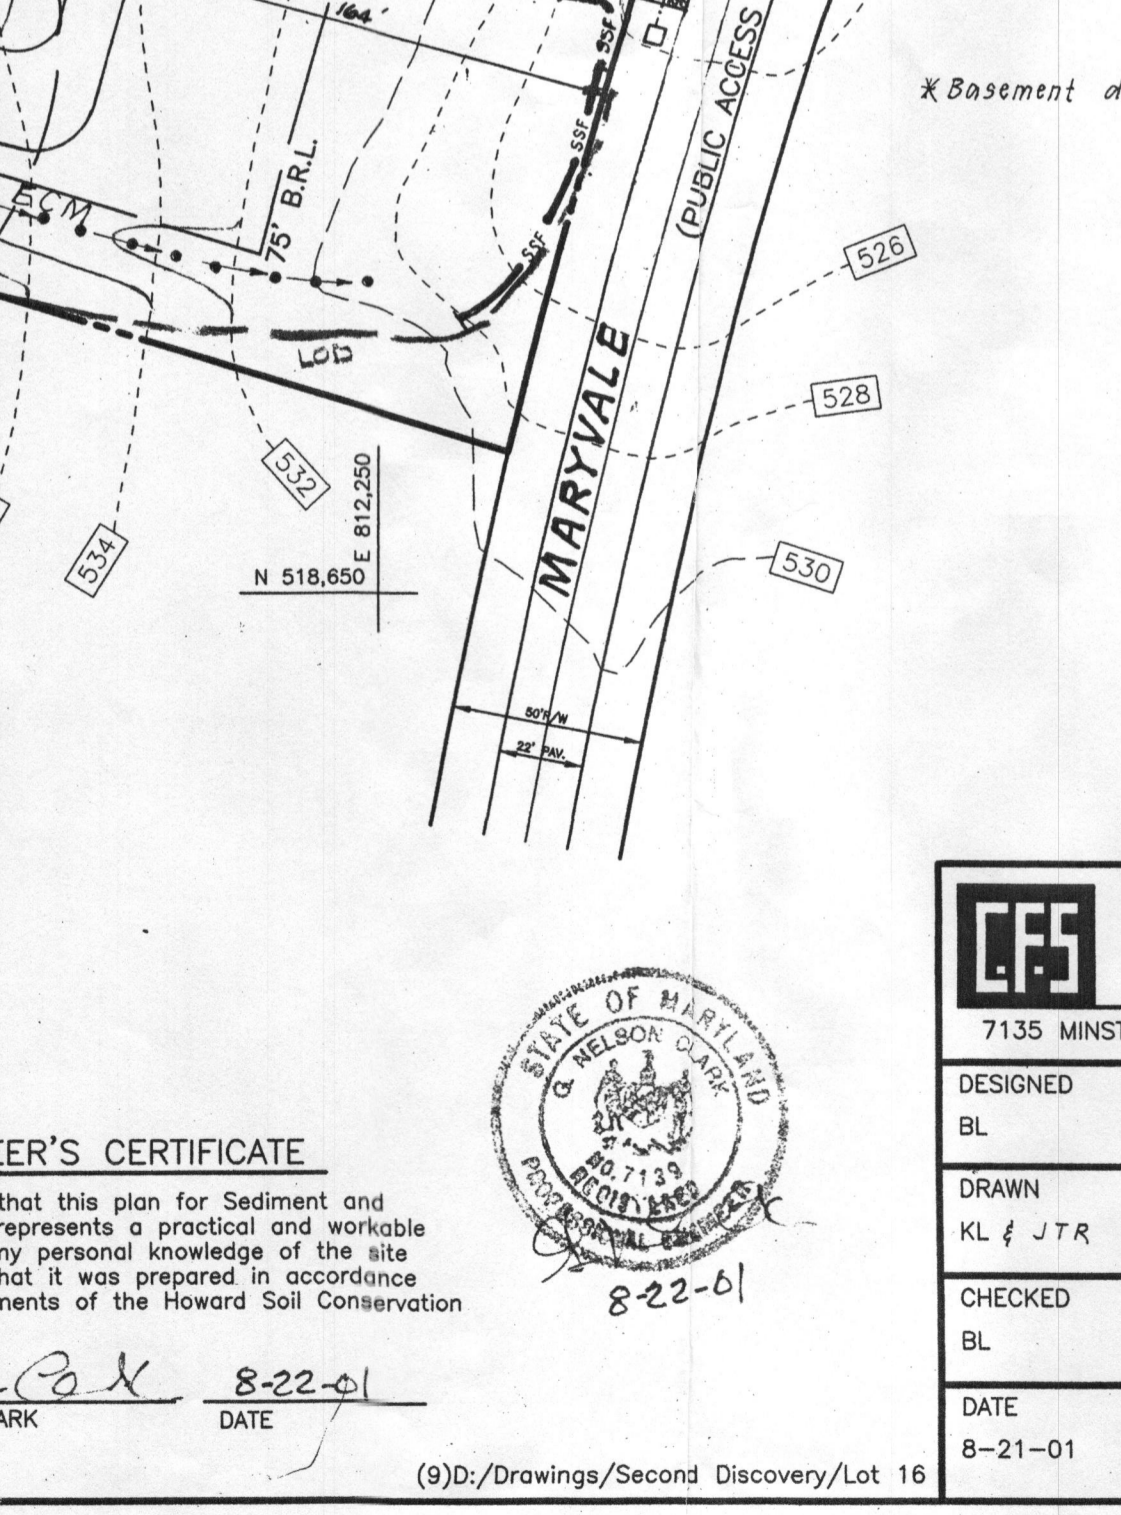 164'
SSF
(PUBLIC ACCESS
* Basement
SSF
75' B.R.L.
ECM
SSF
526
LOD
MARYVALE
528
532
E 812,250
534
N 518,650
530
50'R/W
22' PAV.
C.F.S
7135 MINST
STATE OF MARYLAND
G. NELSON CLARK
NO. 7139
REGISTERED
PROFESSIONAL ENGINEER
8-22-01
DESIGNED
BL
DRAWN
KL & JTR
CHECKED
BL
DATE
8-21-01
EER'S CERTIFICATE
that this plan for Sediment and
represents a practical and workable
my personal knowledge of the site
hat it was prepared in accordance
ments of the Howard Soil Conservation
8-22-01
ARK
DATE
(9)D:/Drawings/Second Discovery/Lot 16